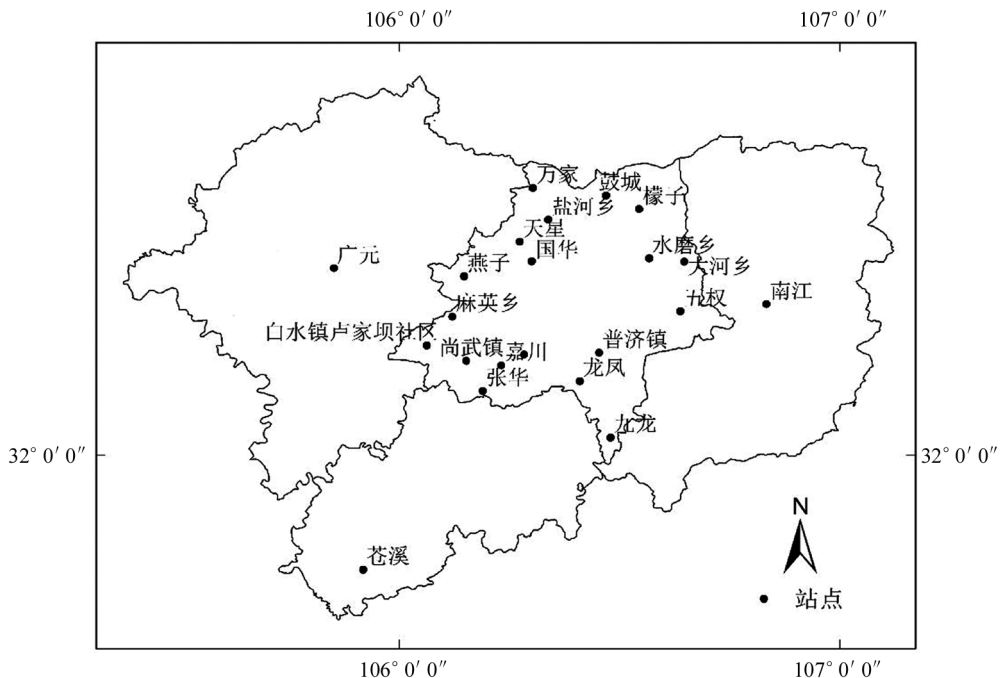 106° 0′ 0″
107° 0′ 0″
万家
鼓城
檬子
盐河乡
天星
国华
水磨乡
广元
燕子
大河乡
南江
麻英乡
五权
白水镇卢家坝社区
尚武镇
嘉川
普济镇
张华
龙凤
九龙
32° 0′ 0″
32° 0′ 0″
N
苍溪
站点
106° 0′ 0″
107° 0′ 0″